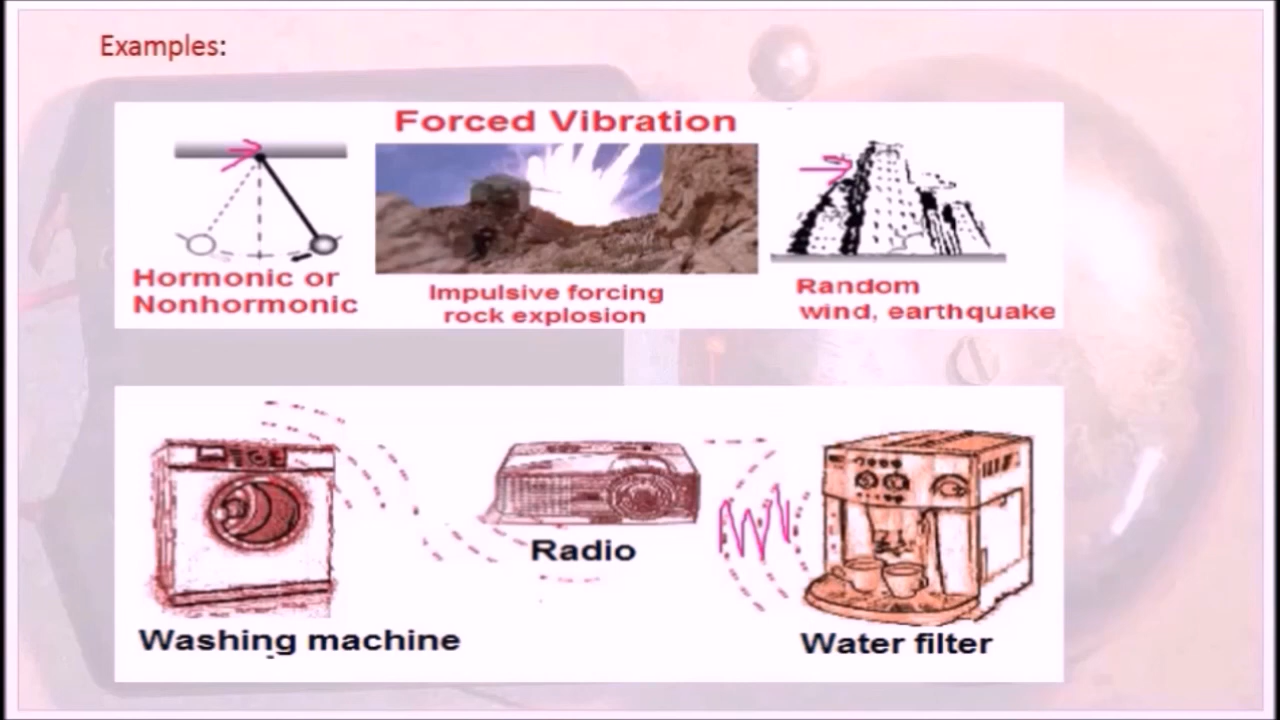 Examples:
Forced Vibration
Hormonic or
Nonhormonic
Impulsive forcing
rock explosion
Random
wind, earthquake
Washing machine
Radio
Water filter